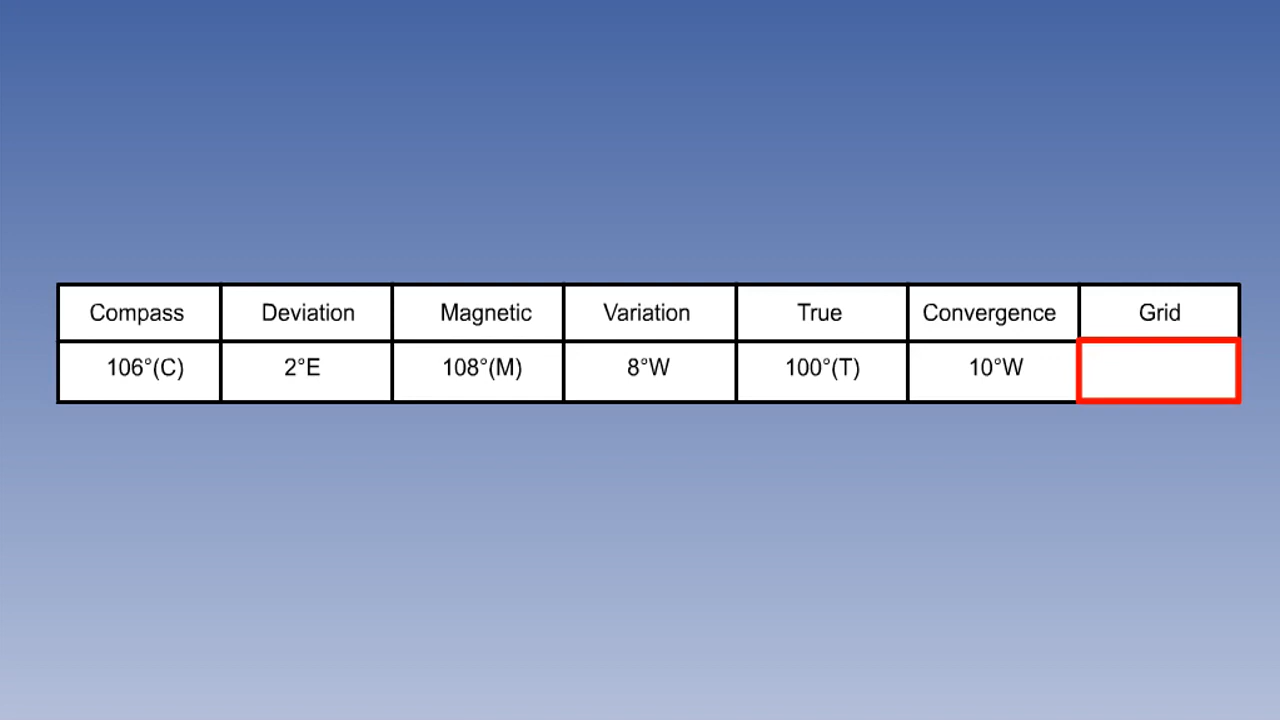 Compass Deviation Magnetic Variation True Convergence Grid
106°(C) 2°E 108°(M) 8°W 100°(T) 10°W